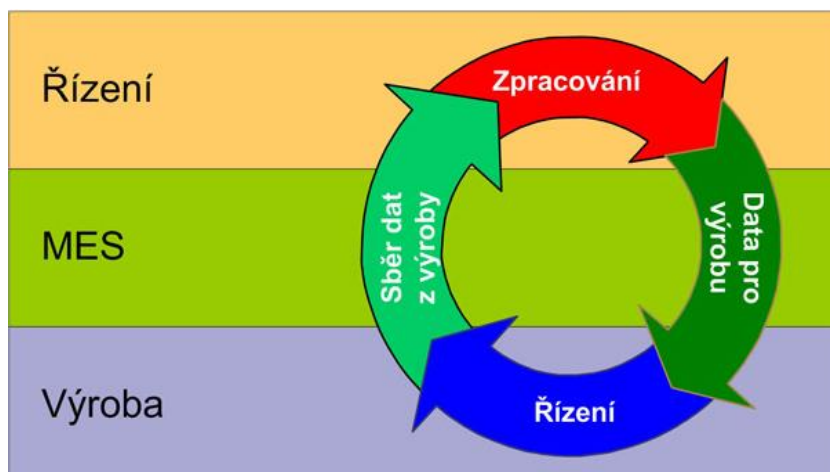 Řízení
MES
Výroba
Zpracování
Data pro
výrobu
Řízení
Sběr dat
z výroby